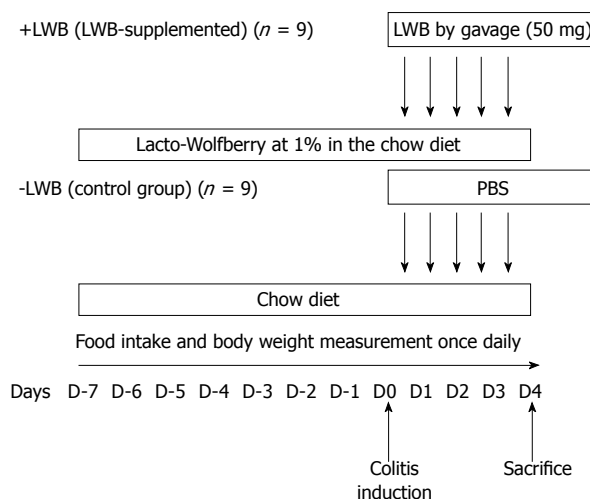 +LWB (LWB-supplemented) (n = 9)
LWB by gavage (50 mg)
Lacto-Wolfberry at 1% in the chow diet
-LWB (control group) (n = 9)
PBS
Chow diet
Food intake and body weight measurement once daily
Days D-7 D-6 D-5 D-4 D-3 D-2 D-1 D0 D1 D2 D3 D4
Colitis
induction
Sacrifice